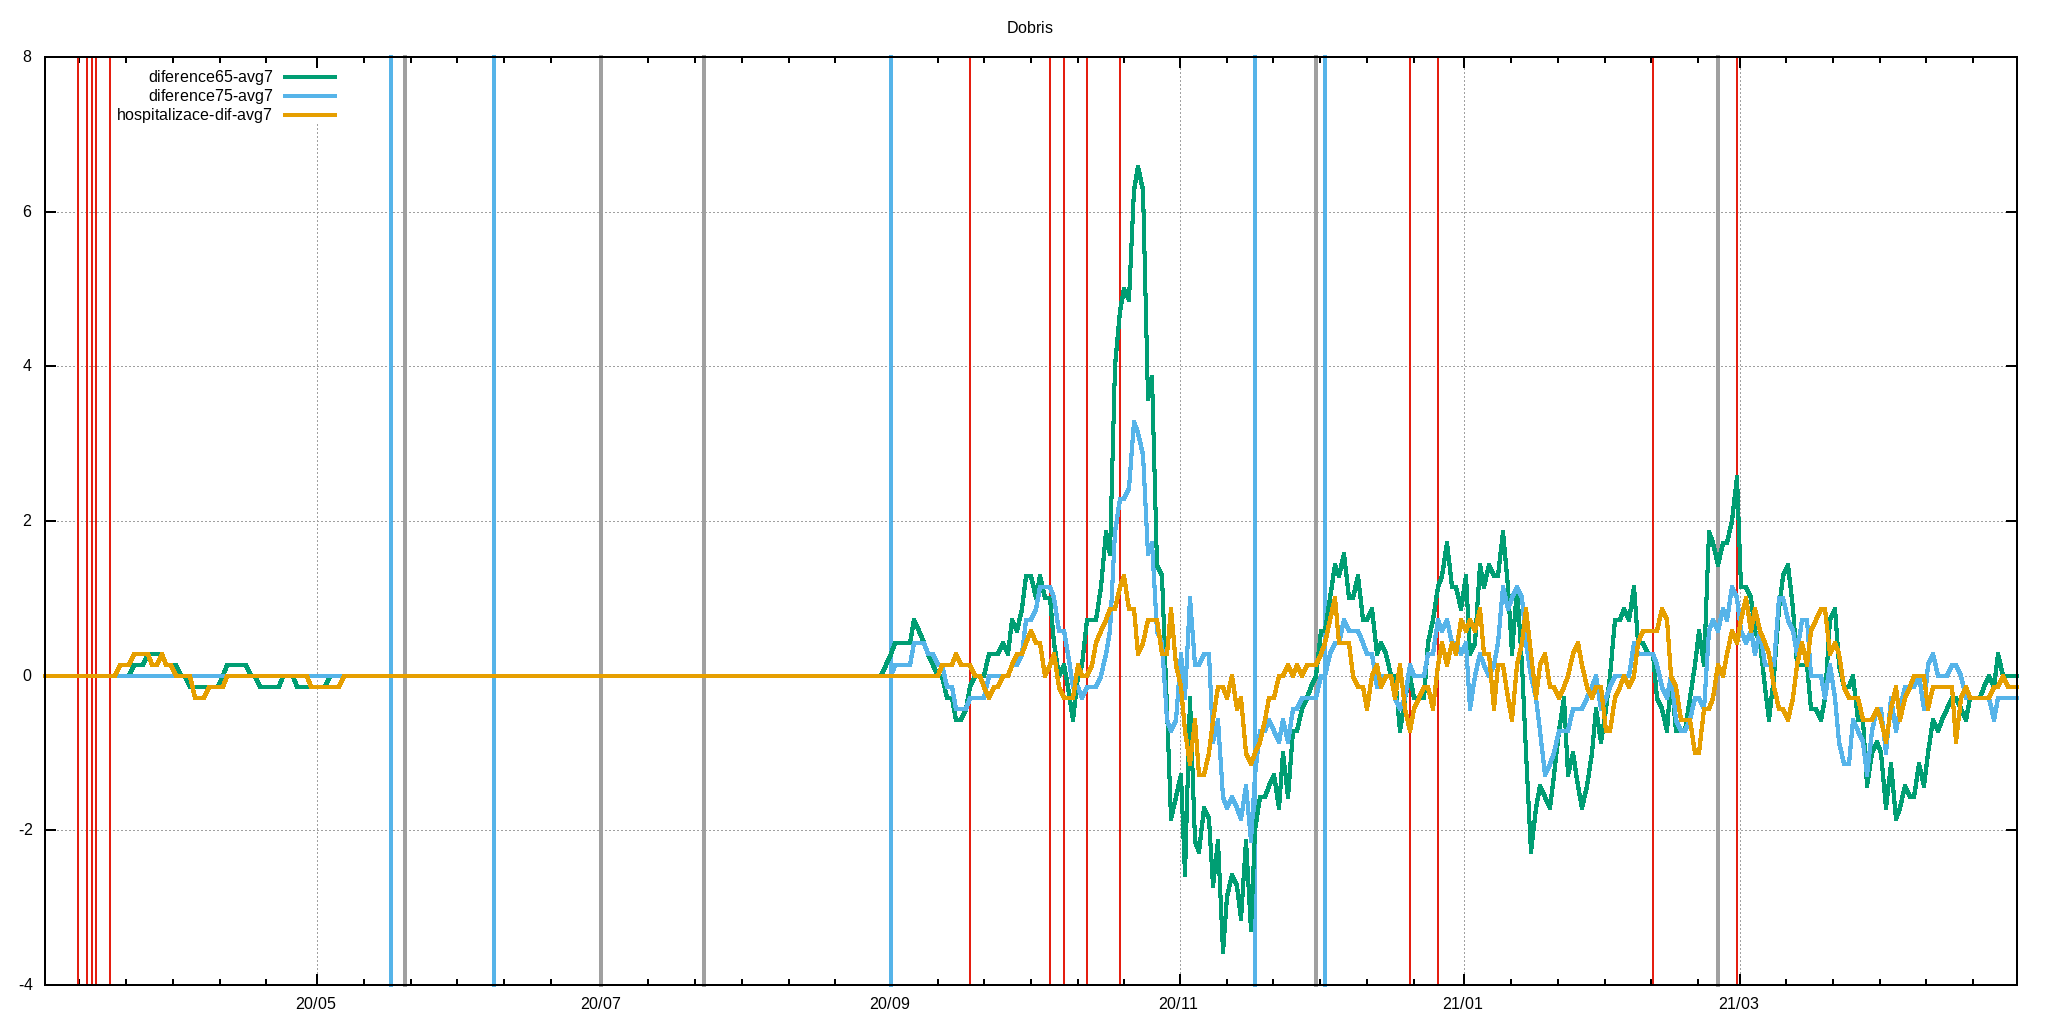 Dobris
8
diference65-avg7
diference75-avg7
hospitalizace-dif-avg7
6
4
2
0
-2
-4
20/05 20/07 20/09 20/11 21/01 21/03